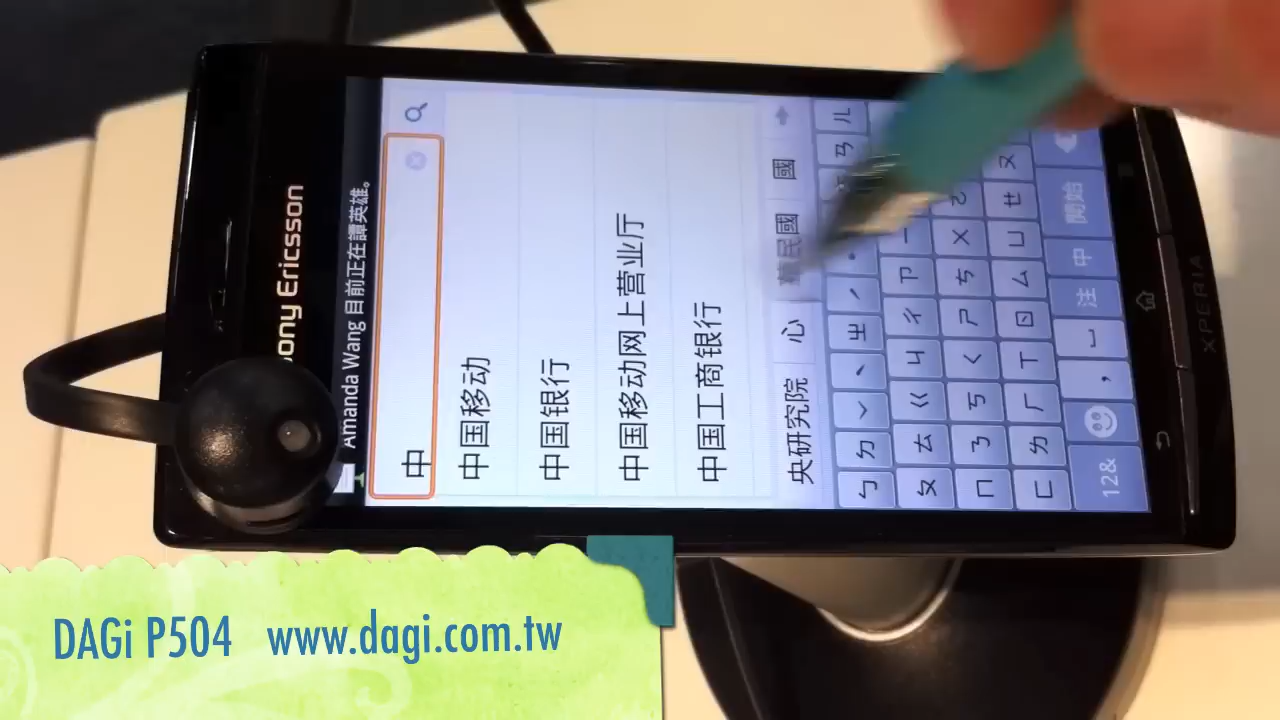 Sony Ericsson
Amanda Wang 目前正在譚英雄。
中
中国移动
中国银行
中国移动网上营业厅
中国工商银行
央研究院 心 民國 國
ㄅ ㄉ ˇ ˋ ㄓ ˊ ˙ ㄢ ㄦ
ㄆ ㄊ ㄍ ㄐ ㄔ ㄗ ㄧ
ㄇ ㄋ ㄎ ㄑ ㄕ ㄘ ㄨ ㄜ
ㄈ ㄌ ㄏ ㄒ ㄖ ㄙ ㄩ ㄝ ㄡ
12& , 注 中 開始
XPERIA
DAGi P504 www.dagi.com.tw